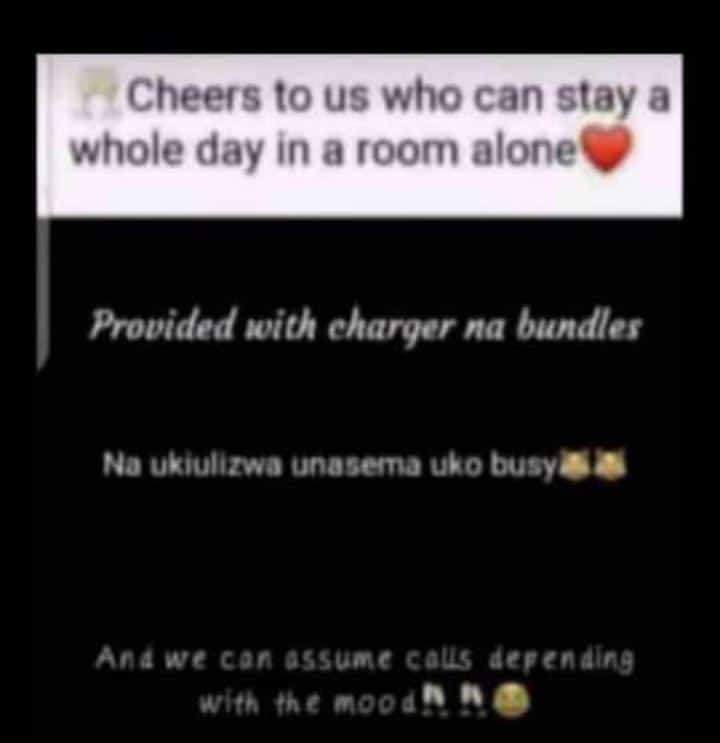 🥂Cheers to us who can stay a
whole day in a room alone❤️
Provided with charger na bundles
Na ukiulizwa unasema uko busy😹😹
And we can assume calls depending
with the mood🥂🥂😂